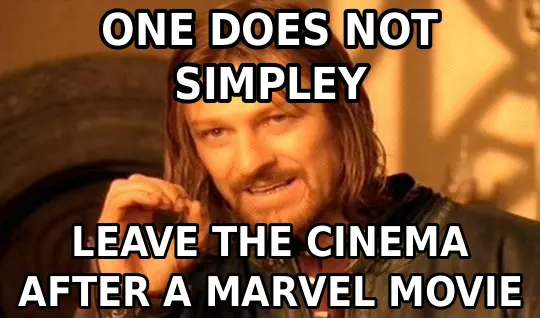 ONE DOES NOT
SIMPLEY
LEAVE THE CINEMA
AFTER A MARVEL MOVIE